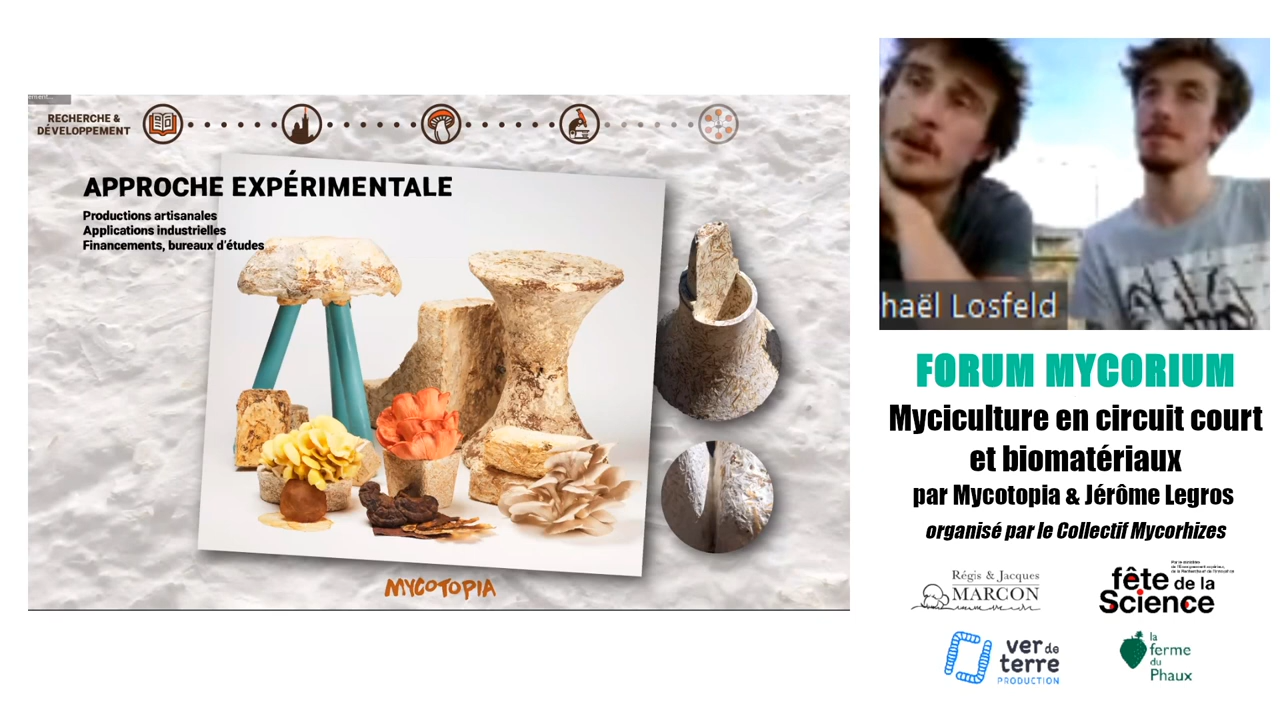 RECHERCHE &
DÉVELOPPEMENT
APPROCHE EXPÉRIMENTALE
Productions artisanales
Applications industrielles
Financements, bureaux d'études
MYCOTOPIA
haël Losfeld
FORUM MYCORIUM
Myciculture en circuit court
et biomatériaux
par Mycotopia & Jérôme Legros
organisé par le Collectif Mycorhizes
Régis & Jacques
MARCON
fête de la
Science
ver de
terre
PRODUCTION
la
ferme
du
Phaux